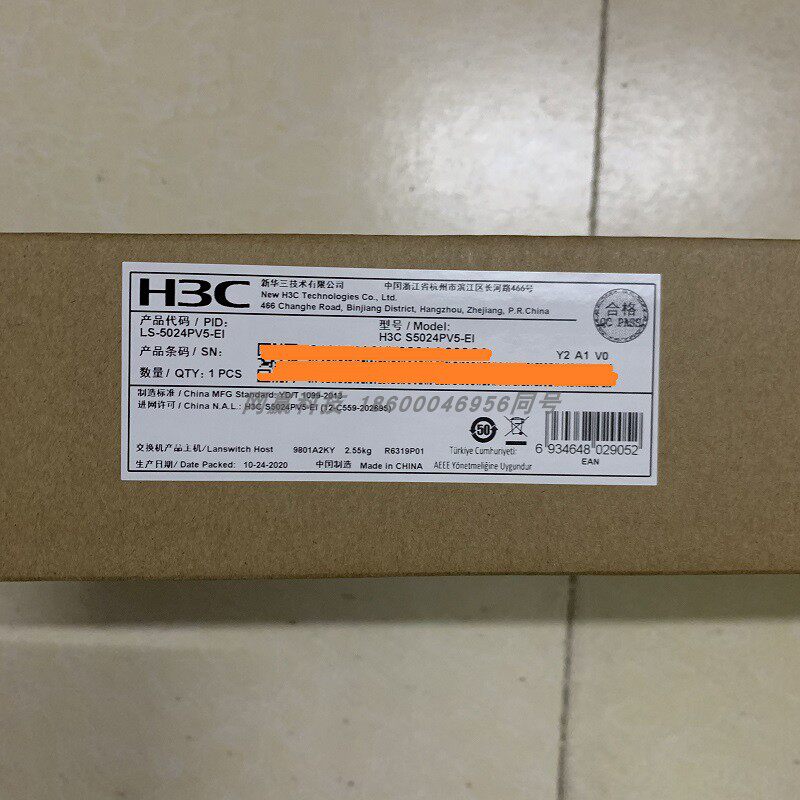 H3C
新华三技术有限公司 中国浙江省杭州市滨江区长河路466号
New H3C Technologies Co., Ltd.
466 Changhe Road, Binjiang District, Hangzhou, Zhejiang, P.R.China
合格
QC PASS
产品代码 / PID: 型号 / Model:
LS-5024PV5-EI H3C S5024PV5-EI
产品条码 / SN: Y2 A1 V0
数量 / QTY: 1 PCS
制造标准 / China MFG Standard: YD/T 1099-2013
进网许可 / China N.A.L.: H3C S5024PV5-EI (12-C559-202695)
网赢科技 18600046956同号
50
交换机产品主机/Lanswitch Host 9801A2KY 2.55kg R6319P01
Türkiye Cumhuriyeti:
生产日期/ Date Packed: 10-24-2020 中国制造 Made in CHINA AEEE Yönetmeliğine Uygundur
6 934648 029052
EAN